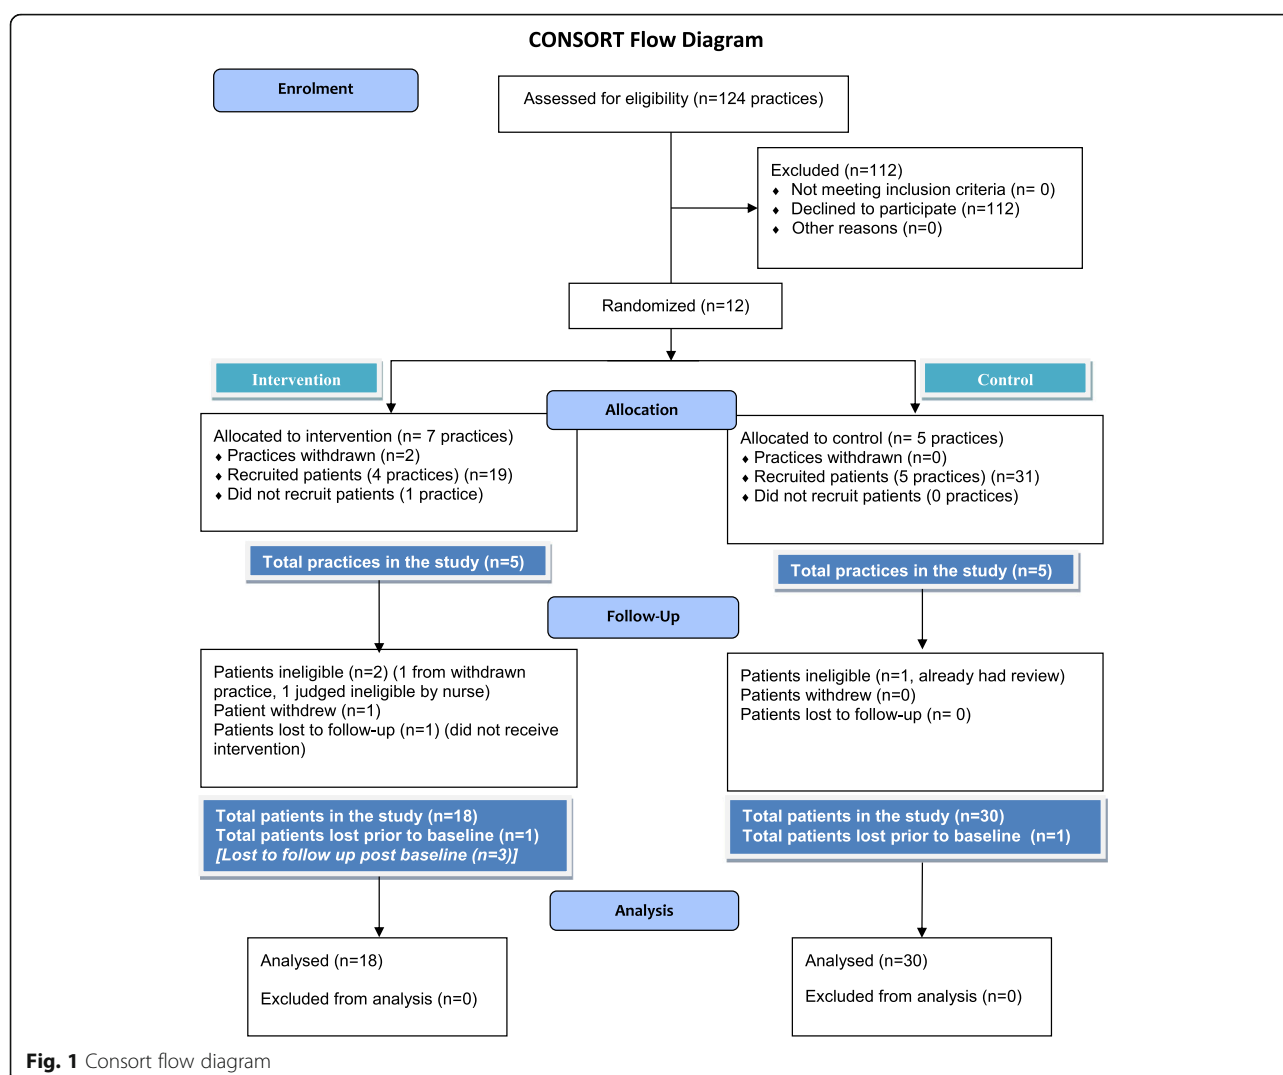 CONSORT Flow Diagram
Enrolment
Assessed for eligibility (n=124 practices)
Excluded (n=112)
♦ Not meeting inclusion criteria (n= 0)
♦ Declined to participate (n=112)
♦ Other reasons (n=0)
Randomized (n=12)
Intervention
Control
Allocation
Allocated to intervention (n= 7 practices)
♦ Practices withdrawn (n=2)
♦ Recruited patients (4 practices) (n=19)
♦ Did not recruit patients (1 practice)
Allocated to control (n= 5 practices)
♦ Practices withdrawn (n=0)
♦ Recruited patients (5 practices) (n=31)
♦ Did not recruit patients (0 practices)
Total practices in the study (n=5)
Total practices in the study (n=5)
Follow-Up
Patients ineligible (n=2) (1 from withdrawn
practice, 1 judged ineligible by nurse)
Patient withdrew (n=1)
Patients lost to follow-up (n=1) (did not receive
intervention)
Patients ineligible (n=1, already had review)
Patients withdrew (n=0)
Patients lost to follow-up (n= 0)
Total patients in the study (n=18)
Total patients lost prior to baseline (n=1)
[Lost to follow up post baseline (n=3)]
Total patients in the study (n=30)
Total patients lost prior to baseline (n=1)
Analysis
Analysed (n=18)
Excluded from analysis (n=0)
Analysed (n=30)
Excluded from analysis (n=0)
Fig. 1 Consort flow diagram